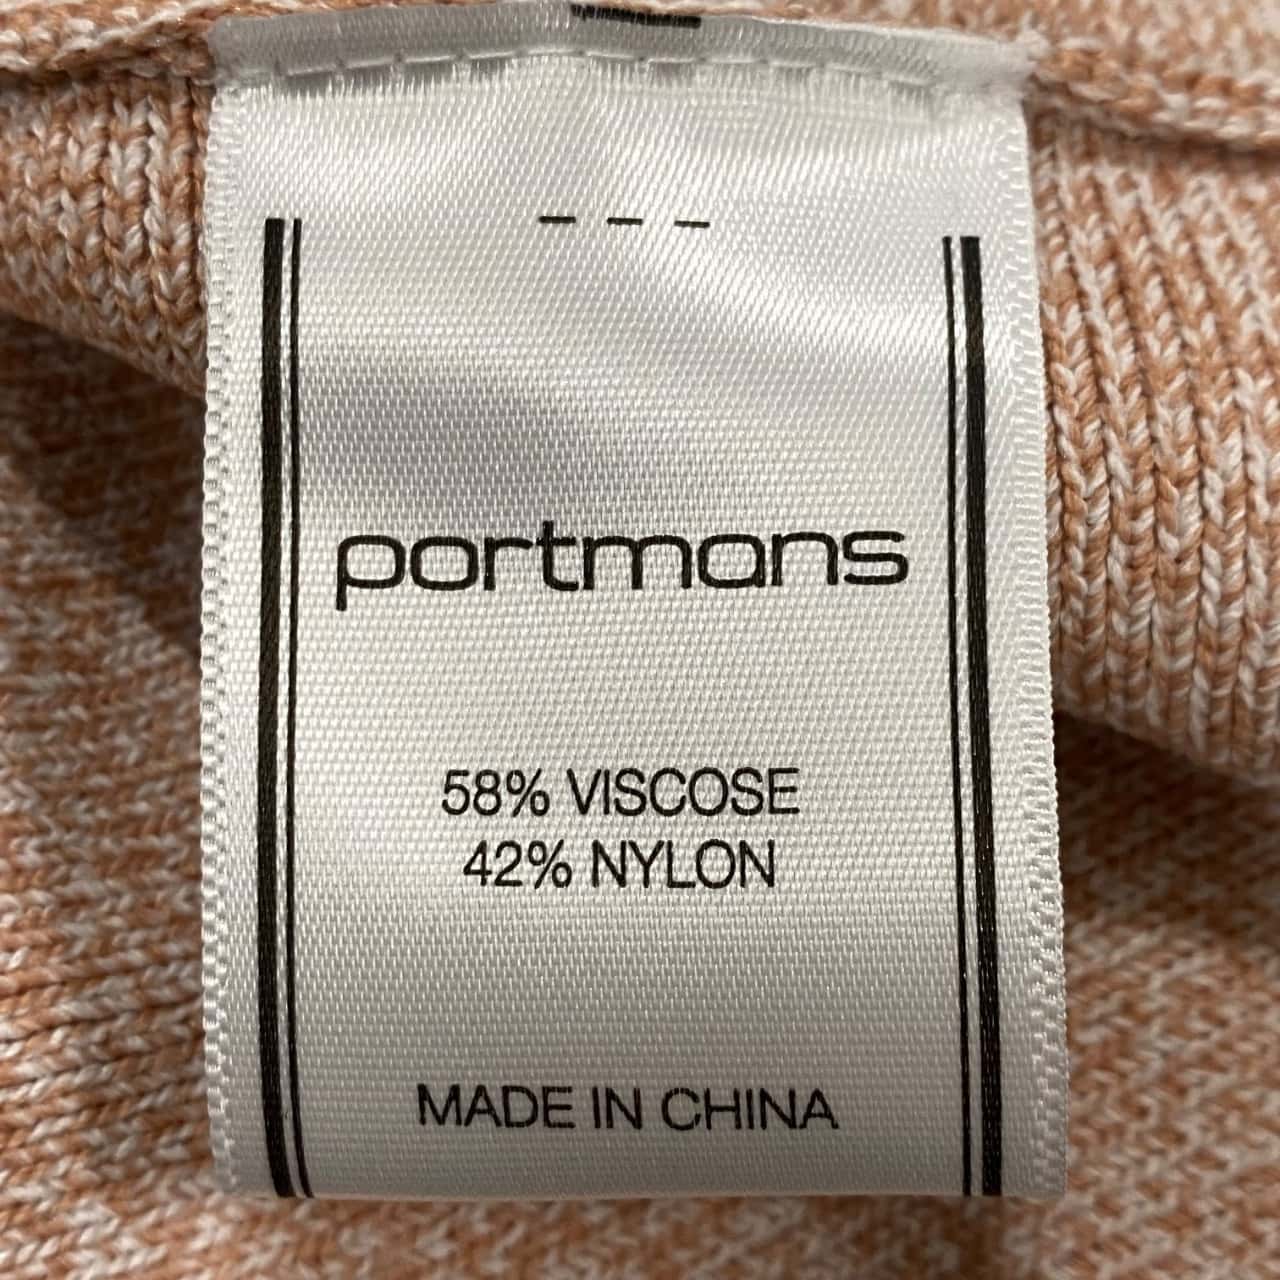 - - -
portmans
58% VISCOSE
42% NYLON
MADE IN CHINA